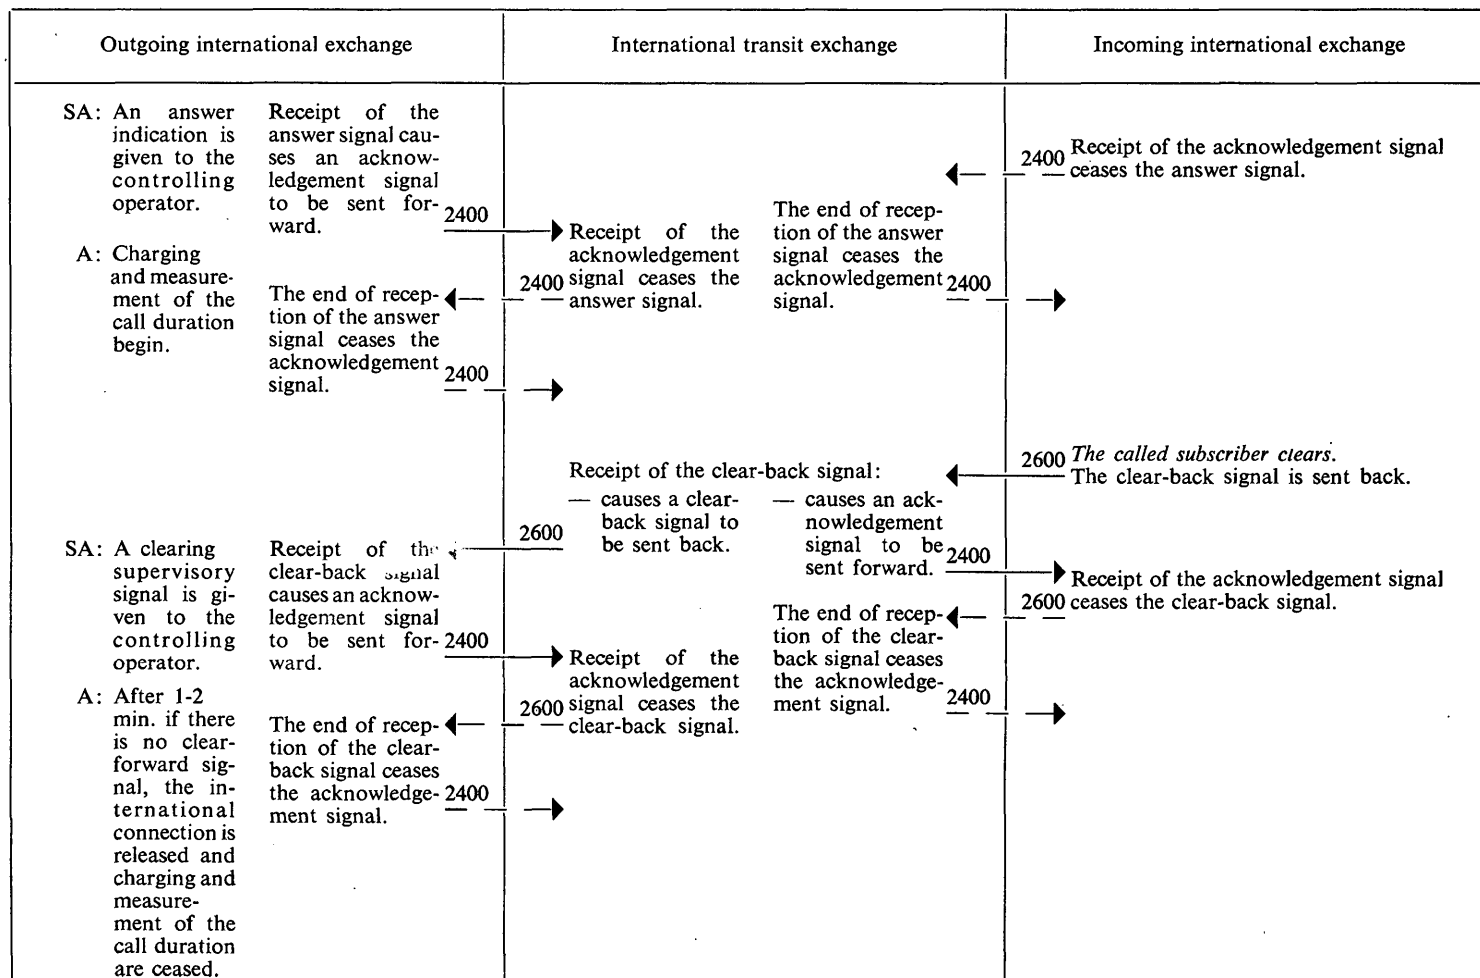 Outgoing international exchange
International transit exchange
Incoming international exchange
SA: An answer
indication is
given to the
controlling
operator.
A: Charging
and measure-
ment of the
call duration
begin.
Receipt of the
answer signal cau-
ses an acknow-
ledgement signal
to be sent for-
ward.
2400
The end of recep-
tion of the answer
signal ceases the
acknowledgement
signal.
2400
Receipt of the
acknowledgement
signal ceases the
answer signal.
2400
The end of recep-
tion of the answer
signal ceases the
acknowledgement
signal.
2400
2400
Receipt of the acknowledgement signal
ceases the answer signal.
2600
The called subscriber clears.
The clear-back signal is sent back.
Receipt of the clear-back signal:
— causes a clear-
back signal to
be sent back.
2600
— causes an ack-
nowledgement
signal to be
sent forward.
2400
Receipt of the acknowledgement signal
ceases the clear-back signal.
2600
SA: A clearing
supervisory
signal is gi-
ven to the
controlling
operator.
A: After 1-2
min. if there
is no clear-
forward sig-
nal, the in-
ternational
connection is
released and
charging and
measure-
ment of the
call duration
are ceased.
Receipt of the
clear-back signal
causes an acknow-
ledgement signal
to be sent for-
ward.
2400
The end of recep-
tion of the clear-
back signal ceases
the acknowledge-
ment signal.
2400
Receipt of the
acknowledgement
signal ceases the
clear-back signal.
2600
The end of recep-
tion of the clear-
back signal ceases
the acknowledge-
ment signal.
2400